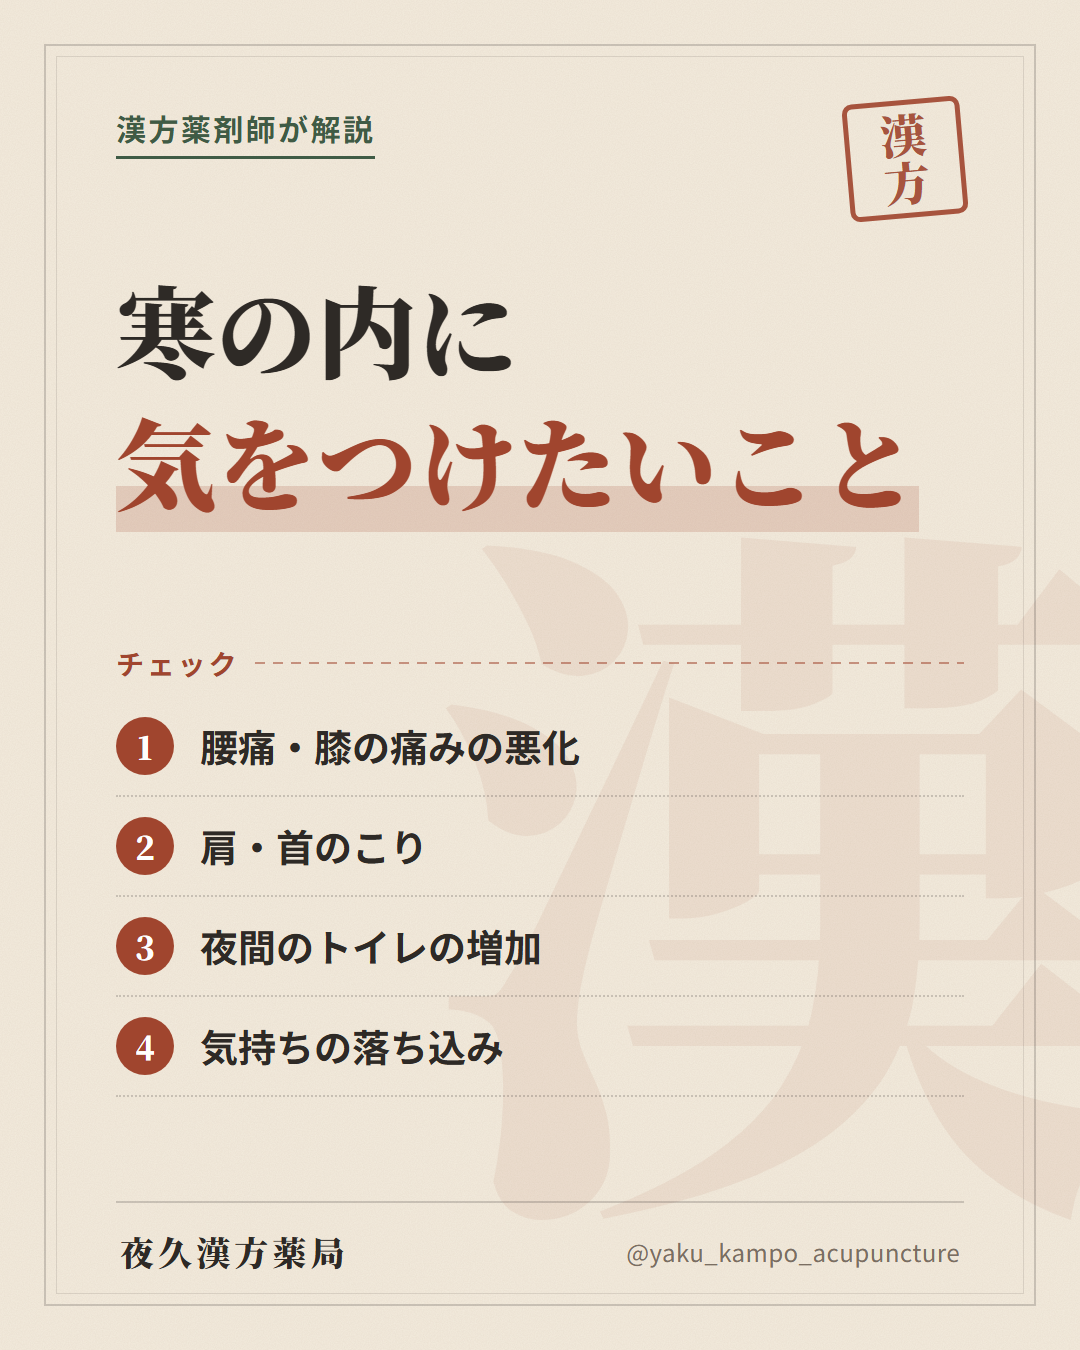 漢方薬剤師が解説
漢方
寒の内に
気をつけたいこと
チェック
1 腰痛・膝の痛みの悪化
2 肩・首のこり
3 夜間のトイレの増加
4 気持ちの落ち込み
漢
夜久漢方薬局
@yaku_kampo_acupuncture